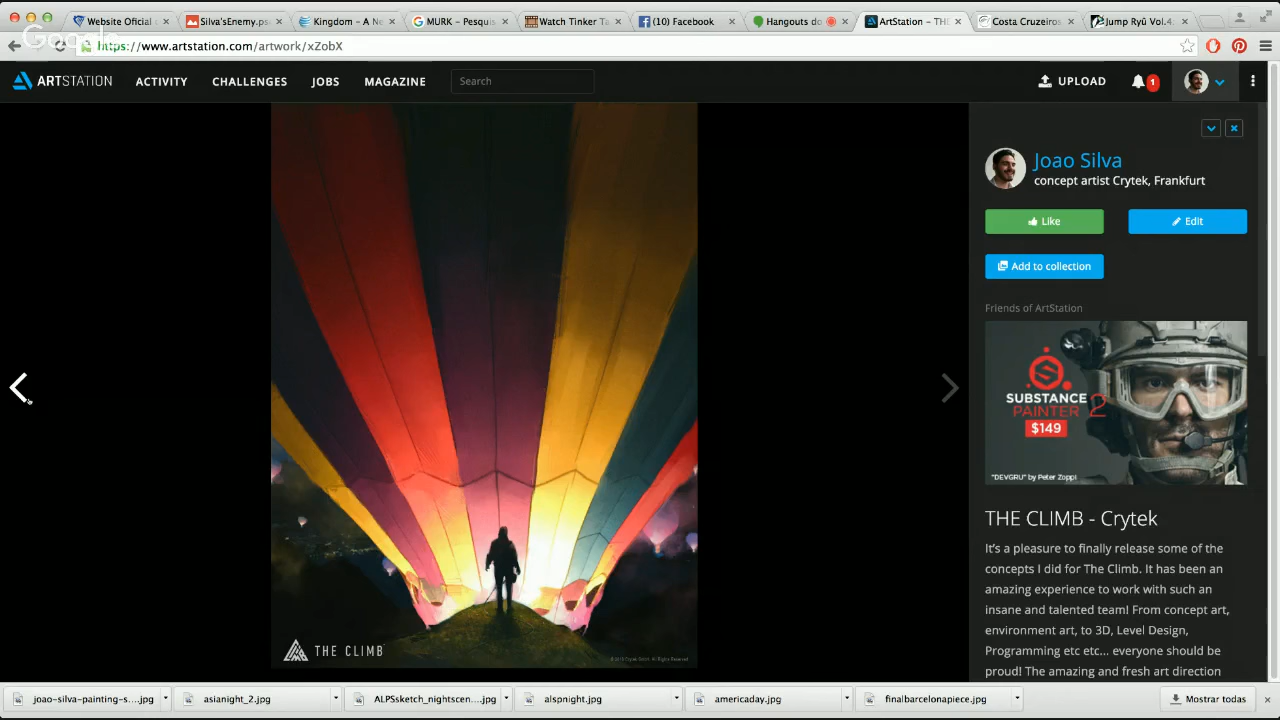 Website Oficial d
Silva'sEnemy.ps
Kingdom – A Ne
MURK - Pesquis
Watch Tinker Ta
(10) Facebook
Hangouts do
ArtStation – THE
Costa Cruzeiros
Jump Ryū Vol.4,
Google
https://www.artstation.com/artwork/xZobX
ARTSTATION
ACTIVITY
CHALLENGES
JOBS
MAGAZINE
Search
UPLOAD
1
Joao Silva
concept artist Crytek, Frankfurt
Like
Edit
Add to collection
Friends of ArtStation
SUBSTANCE
PAINTER 2
$149
"DEVGRU" by Peter Zoppi
THE CLIMB - Crytek
It's a pleasure to finally release some of the
concepts I did for The Climb. It has been an
amazing experience to work with such an
insane and talented team! From concept art,
environment art, to 3D, Level Design,
Programming etc etc... everyone should be
proud! The amazing and fresh art direction
THE CLIMB
joao-silva-painting-s....jpg
asianight_2.jpg
ALPSsketch_nightscen....jpg
alspnight.jpg
americaday.jpg
finalbarcelonapiece.jpg
Mostrar todas